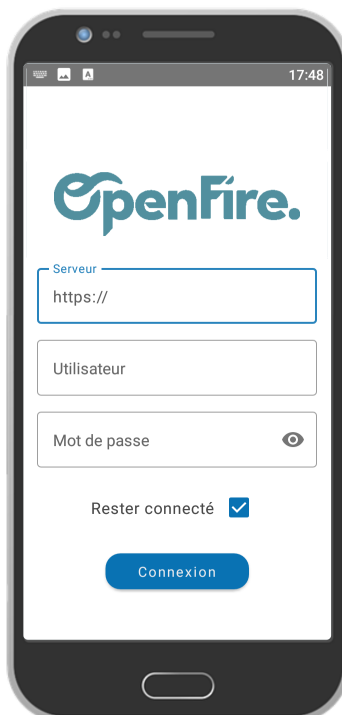 17:48
OpenFire.
Serveur
https://
Utilisateur
Mot de passe
Rester connecté
Connexion